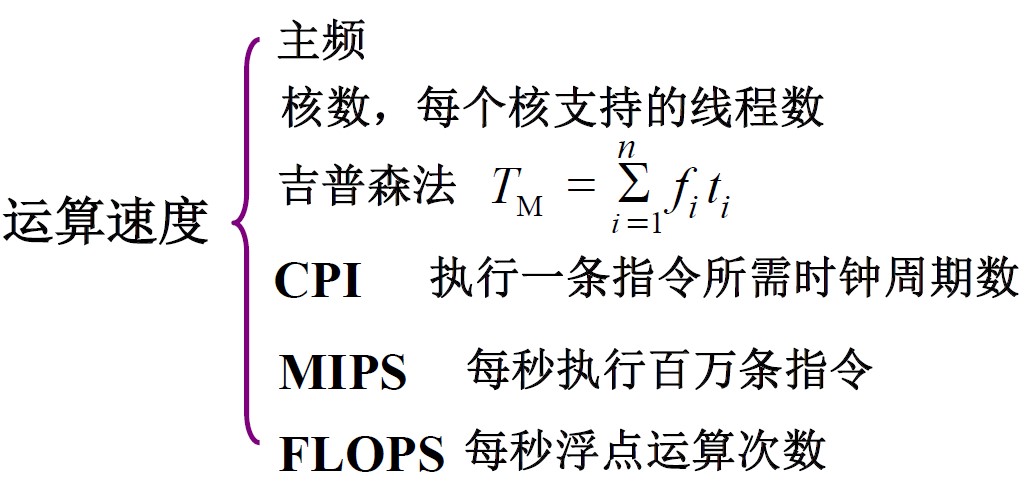 运算速度
主频
核数，每个核支持的线程数
吉普森法 T_M = \sum_{i=1}^{n} f_i t_i
CPI 执行一条指令所需时钟周期数
MIPS 每秒执行百万条指令
FLOPS 每秒浮点运算次数